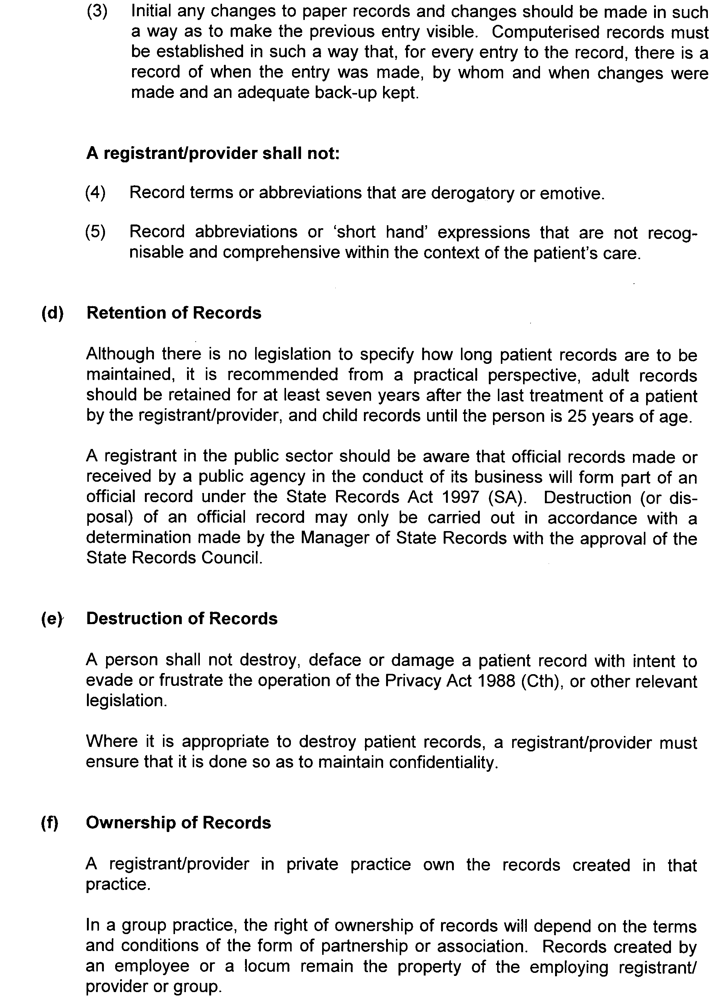 (3) Initial any changes to paper records and changes should be made in such
a way as to make the previous entry visible. Computerised records must
be established in such a way that, for every entry to the record, there is a
record of when the entry was made, by whom and when changes were
made and an adequate back-up kept.
A registrant/provider shall not:
(4) Record terms or abbreviations that are derogatory or emotive.
(5) Record abbreviations or ‘short hand’ expressions that are not recog-
nisable and comprehensive within the context of the patient’s care.
(d) Retention of Records
Although there is no legislation to specify how long patient records are to be
maintained, it is recommended from a practical perspective, adult records
should be retained for at least seven years after the last treatment of a patient
by the registrant/provider, and child records until the person is 25 years of age.
A registrant in the public sector should be aware that official records made or
received by a public agency in the conduct of its business will form part of an
official record under the State Records Act 1997 (SA). Destruction (or dis-
posal) of an official record may only be carried out in accordance with a
determination made by the Manager of State Records with the approval of the
State Records Council.
(e) Destruction of Records
A person shall not destroy, deface or damage a patient record with intent to
evade or frustrate the operation of the Privacy Act 1988 (Cth), or other relevant
legislation.
Where it is appropriate to destroy patient records, a registrant/provider must
ensure that it is done so as to maintain confidentiality.
(f) Ownership of Records
A registrant/provider in private practice own the records created in that
practice.
In a group practice, the right of ownership of records will depend on the terms
and conditions of the form of partnership or association. Records created by
an employee or a locum remain the property of the employing registrant/
provider or group.